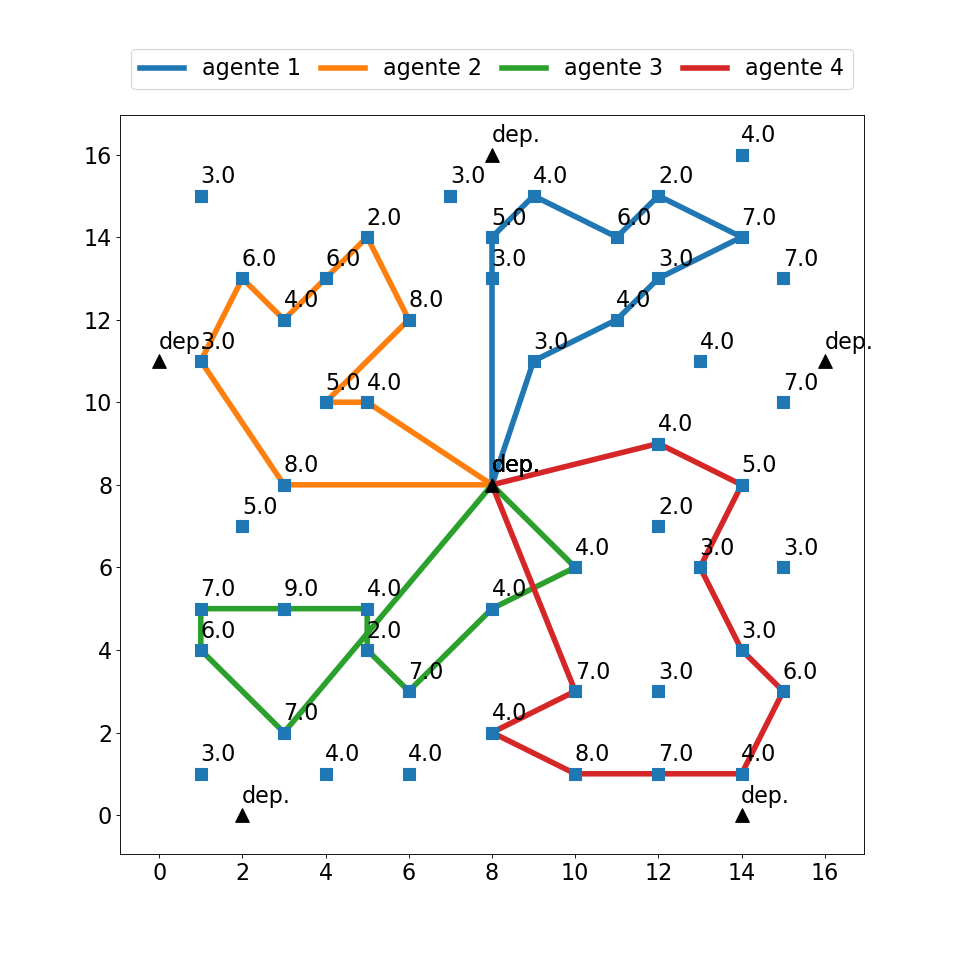 agente 1 agente 2 agente 3 agente 4
dep. 4.0
16
3.0 3.0 4.0 2.0
2.0 5.0 6.0 7.0
14
6.0 6.0 3.0 3.0 7.0
4.0 8.0 4.0
12
dep. 3.0 3.0 4.0 dep.
5.0 4.0 7.0
10
4.0
8.0 dep. 5.0
8
5.0 2.0
4.0 3.0 3.0
6
7.0 9.0 4.0 4.0
6.0 2.0 3.0
4
7.0 7.0 3.0 6.0
7.0 4.0
2
3.0 4.0 4.0 8.0 7.0 4.0
dep. dep.
0
0 2 4 6 8 10 12 14 16